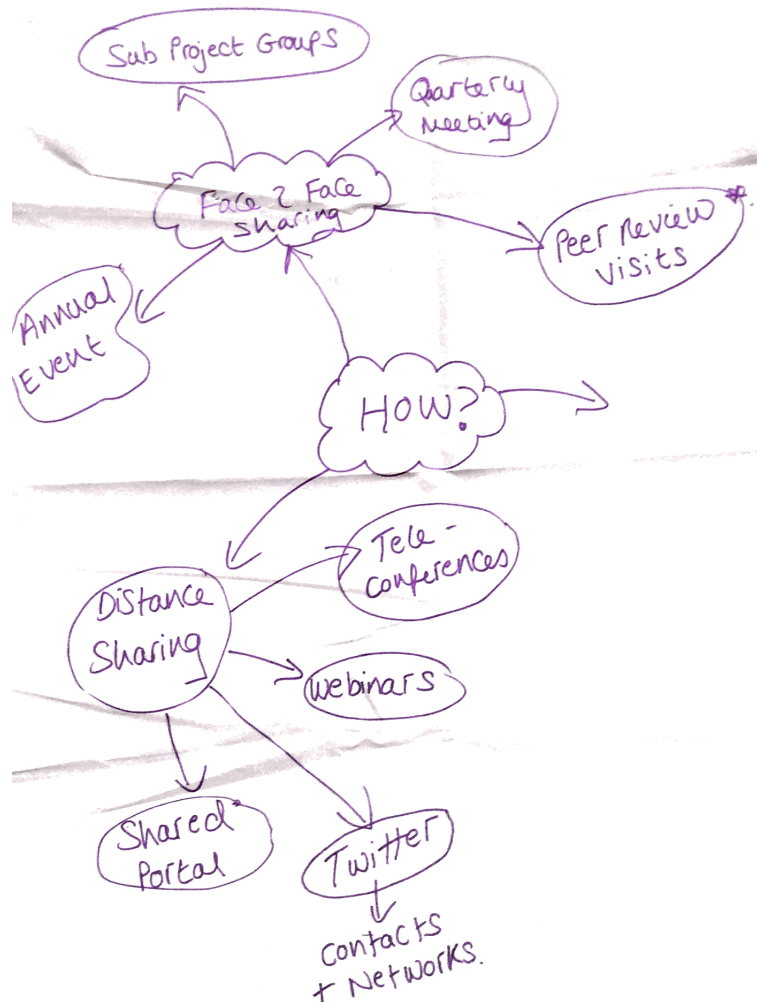 Sub Project Groups
Quarterly
Meeting
Face 2 Face
Sharing
Peer Review *
Visits
Annual
Event
HOW?
Tele-
conferences
Distance
Sharing
Webinars
Shared *
Portal
Twitter
Contacts
+ Networks.